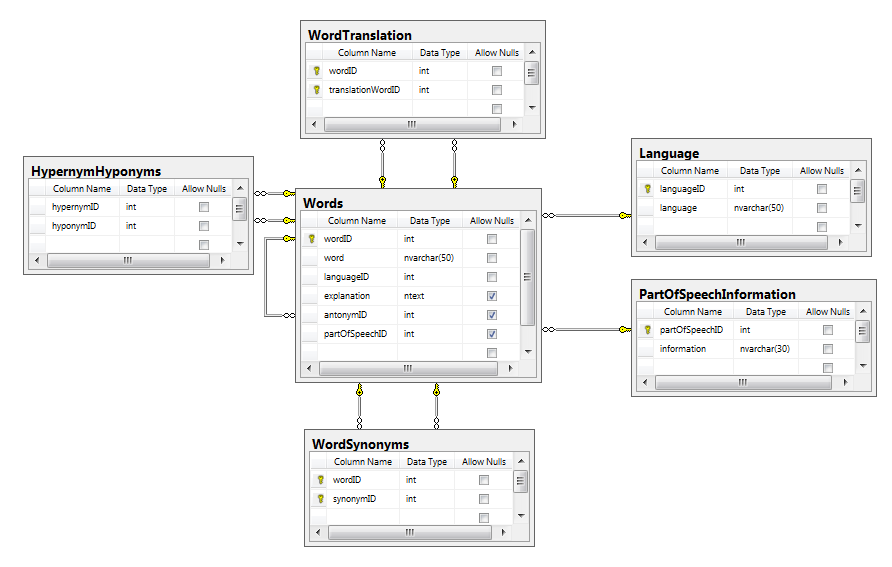 WordTranslation
Column Name Data Type Allow Nulls
wordID int
translationWordID int
HypernymHyponyms
Column Name Data Type Allow Nulls
hypernymID int
hyponymID int
Words
Column Name Data Type Allow Nulls
wordID int
word nvarchar(50)
languageID int
explanation ntext
antonymID int
partOfSpeechID int
Language
Column Name Data Type Allow Nulls
languageID int
language nvarchar(50)
PartOfSpeechInformation
Column Name Data Type Allow Nulls
partOfSpeechID int
information nvarchar(30)
WordSynonyms
Column Name Data Type Allow Nulls
wordID int
synonymID int